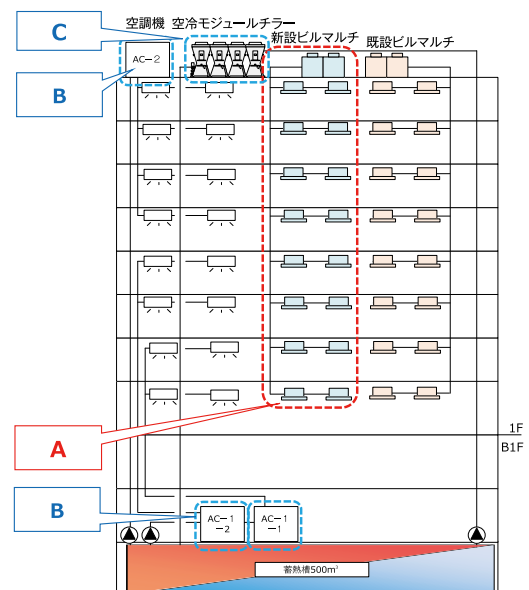 空調機 空冷モジュールチラー
新設ビルマルチ 既設ビルマルチ
C
AC－2
B
A
1F
B1F
B
AC－1
－2
AC－1
－1
蓄熱槽500m³